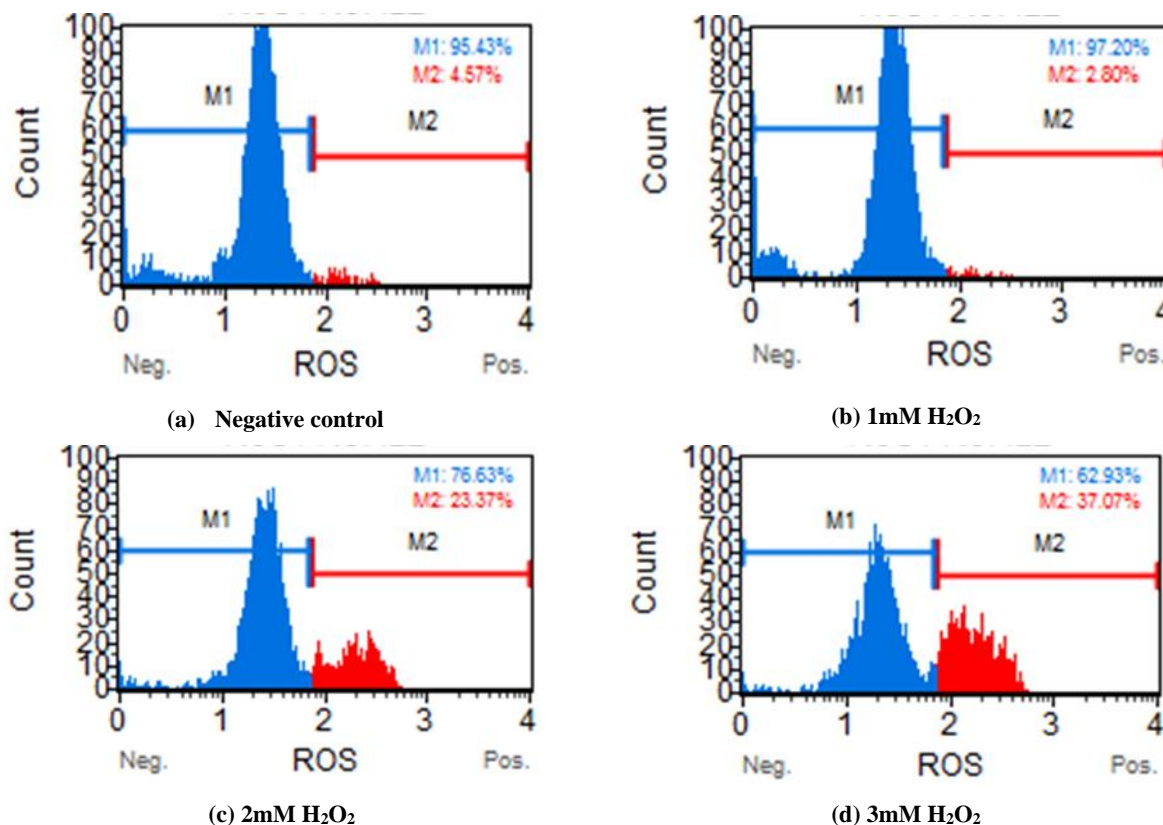 M1: 95.43%
M2: 4.57%
M1
M2
Count
100
90
80
70
60
50
40
30
20
10
0
0 1 2 3 4
Neg. ROS Pos.
(a) Negative control
M1: 97.20%
M2: 2.80%
M1
M2
Count
100
90
80
70
60
50
40
30
20
10
0
0 1 2 3 4
Neg. ROS Pos.
(b) 1mM H₂O₂
M1: 76.63%
M2: 23.37%
M1
M2
Count
100
90
80
70
60
50
40
30
20
10
0
0 1 2 3 4
Neg. ROS Pos.
(c) 2mM H₂O₂
M1: 62.93%
M2: 37.07%
M1
M2
Count
100
90
80
70
60
50
40
30
20
10
0
0 1 2 3 4
Neg. ROS Pos.
(d) 3mM H₂O₂